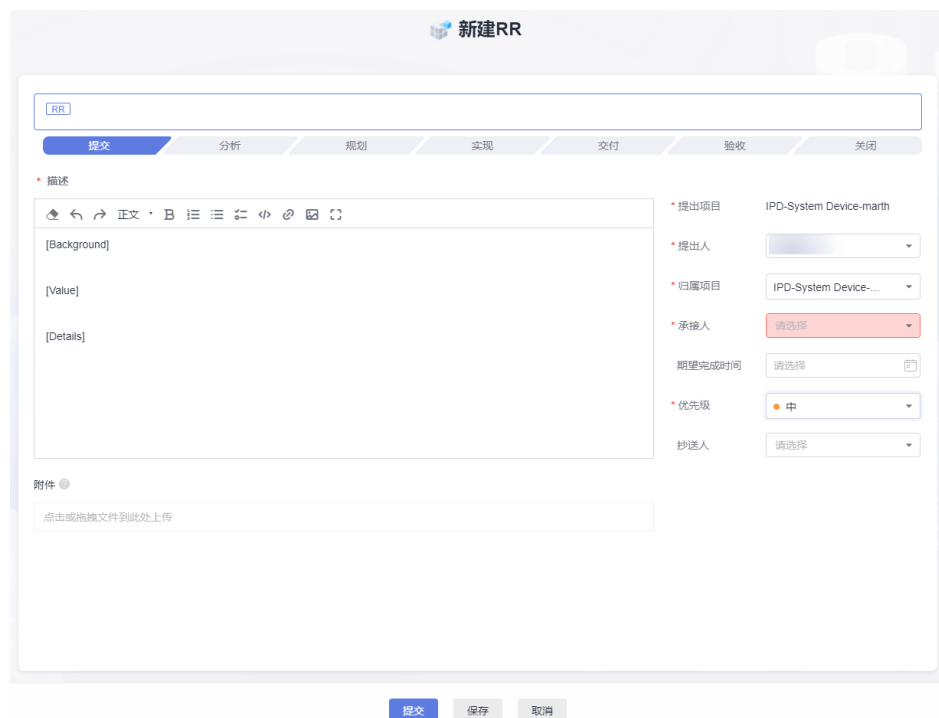 新建RR
RR
提交 分析 规划 实现 交付 验收 关闭
* 描述
正文 B
[Background]
[Value]
[Details]
* 提出项目 IPD-System Device-marth
* 提出人
* 归属项目 IPD-System Device-...
* 承接人 请选择
期望完成时间 请选择
* 优先级 中
抄送人 请选择
附件 ?
点击或拖拽文件到此处上传
提交 保存 取消